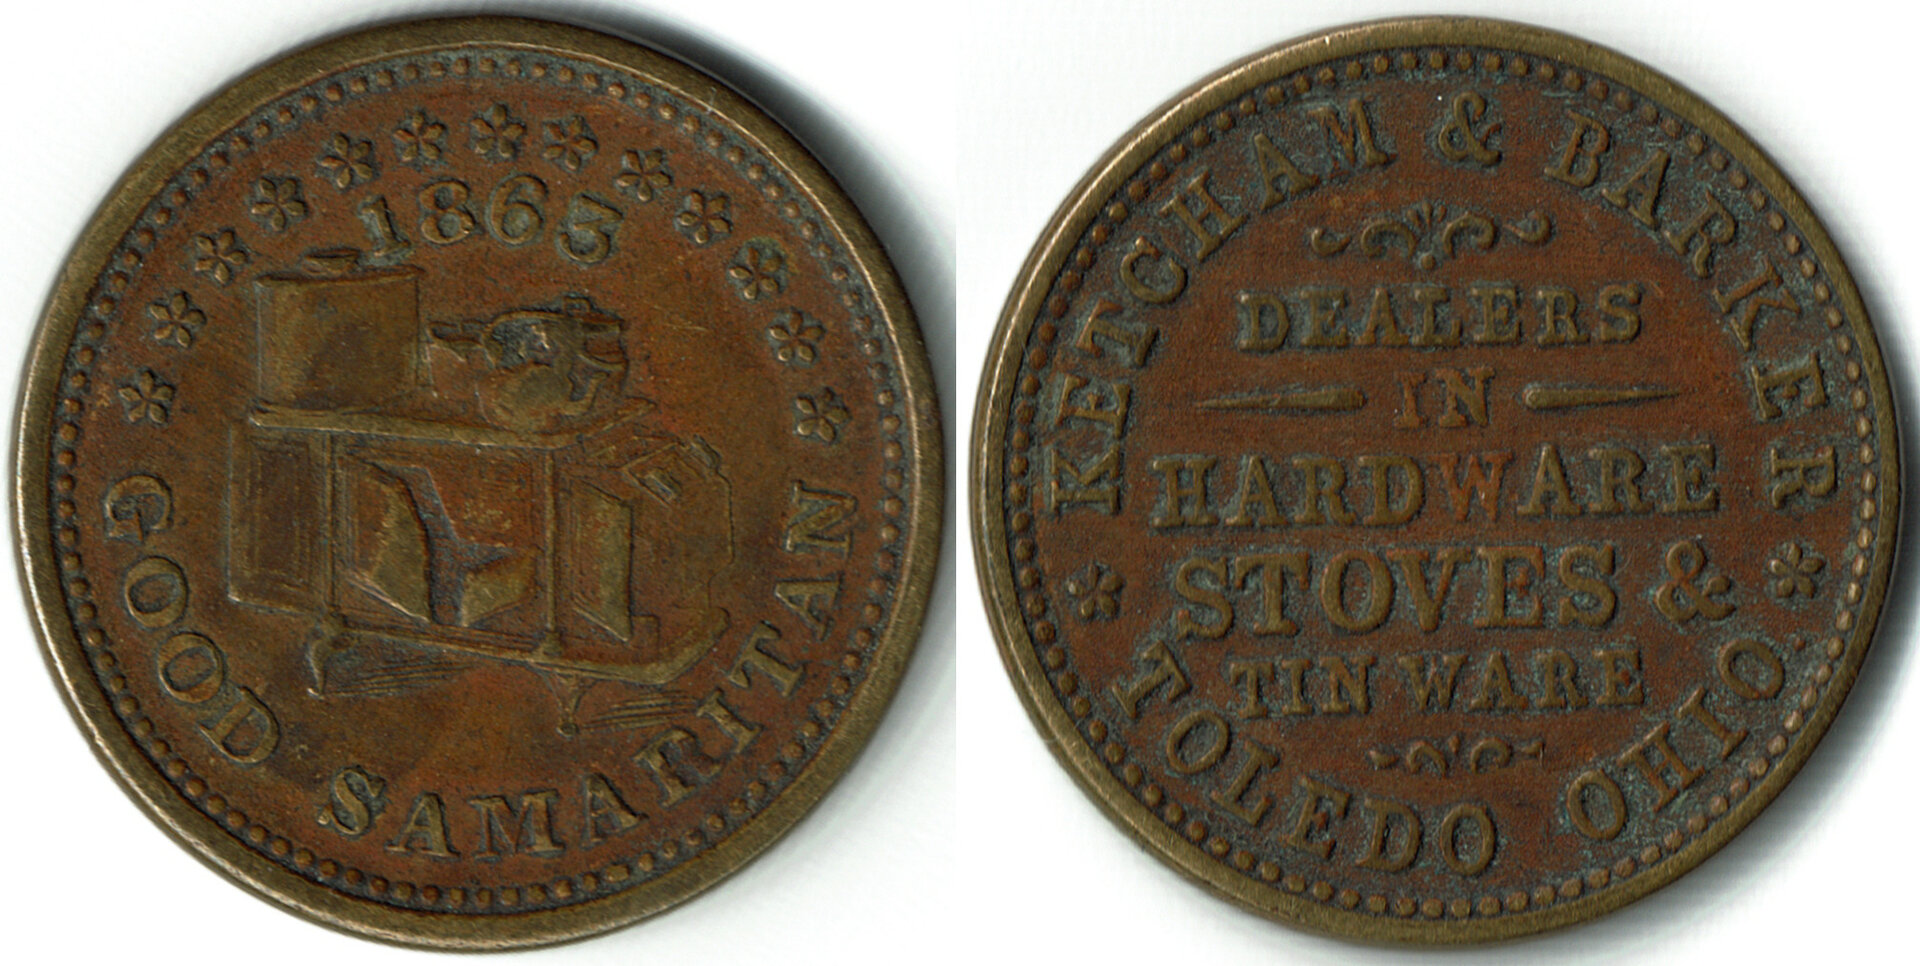 1863
GOOD SAMARITAN
KETCHAM & BARKER
DEALERS
IN
HARDWARE
STOVES &
TIN WARE
TOLEDO OHIO.